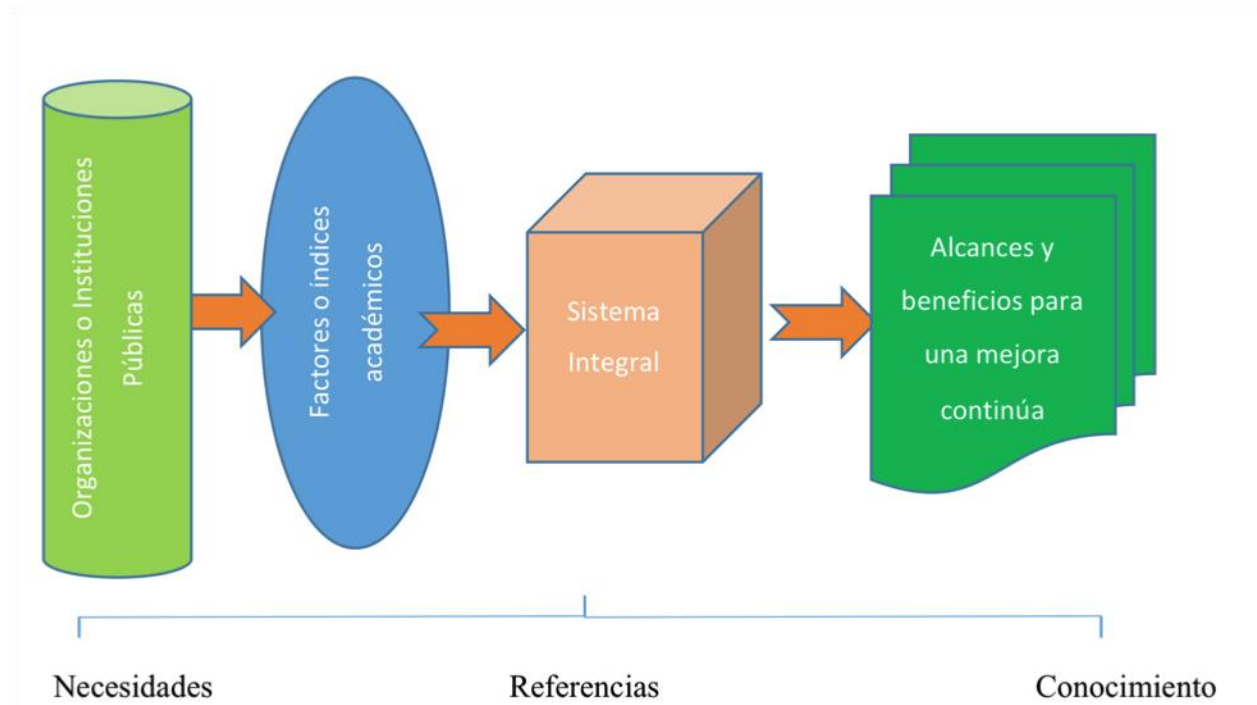 Organizaciones o Instituciones
Públicas
Factores o índices
académicos
Sistema
Integral
Alcances y
beneficios para
una mejora
continúa
Necesidades
Referencias
Conocimiento